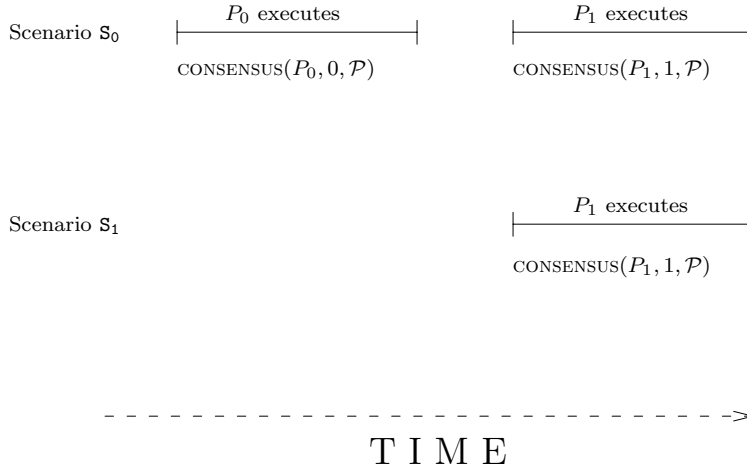 P₀ executes P₁ executes
Scenario S₀
CONSENSUS(P₀, 0, 𝒫) CONSENSUS(P₁, 1, 𝒫)
P₁ executes
Scenario S₁
CONSENSUS(P₁, 1, 𝒫)
T I M E